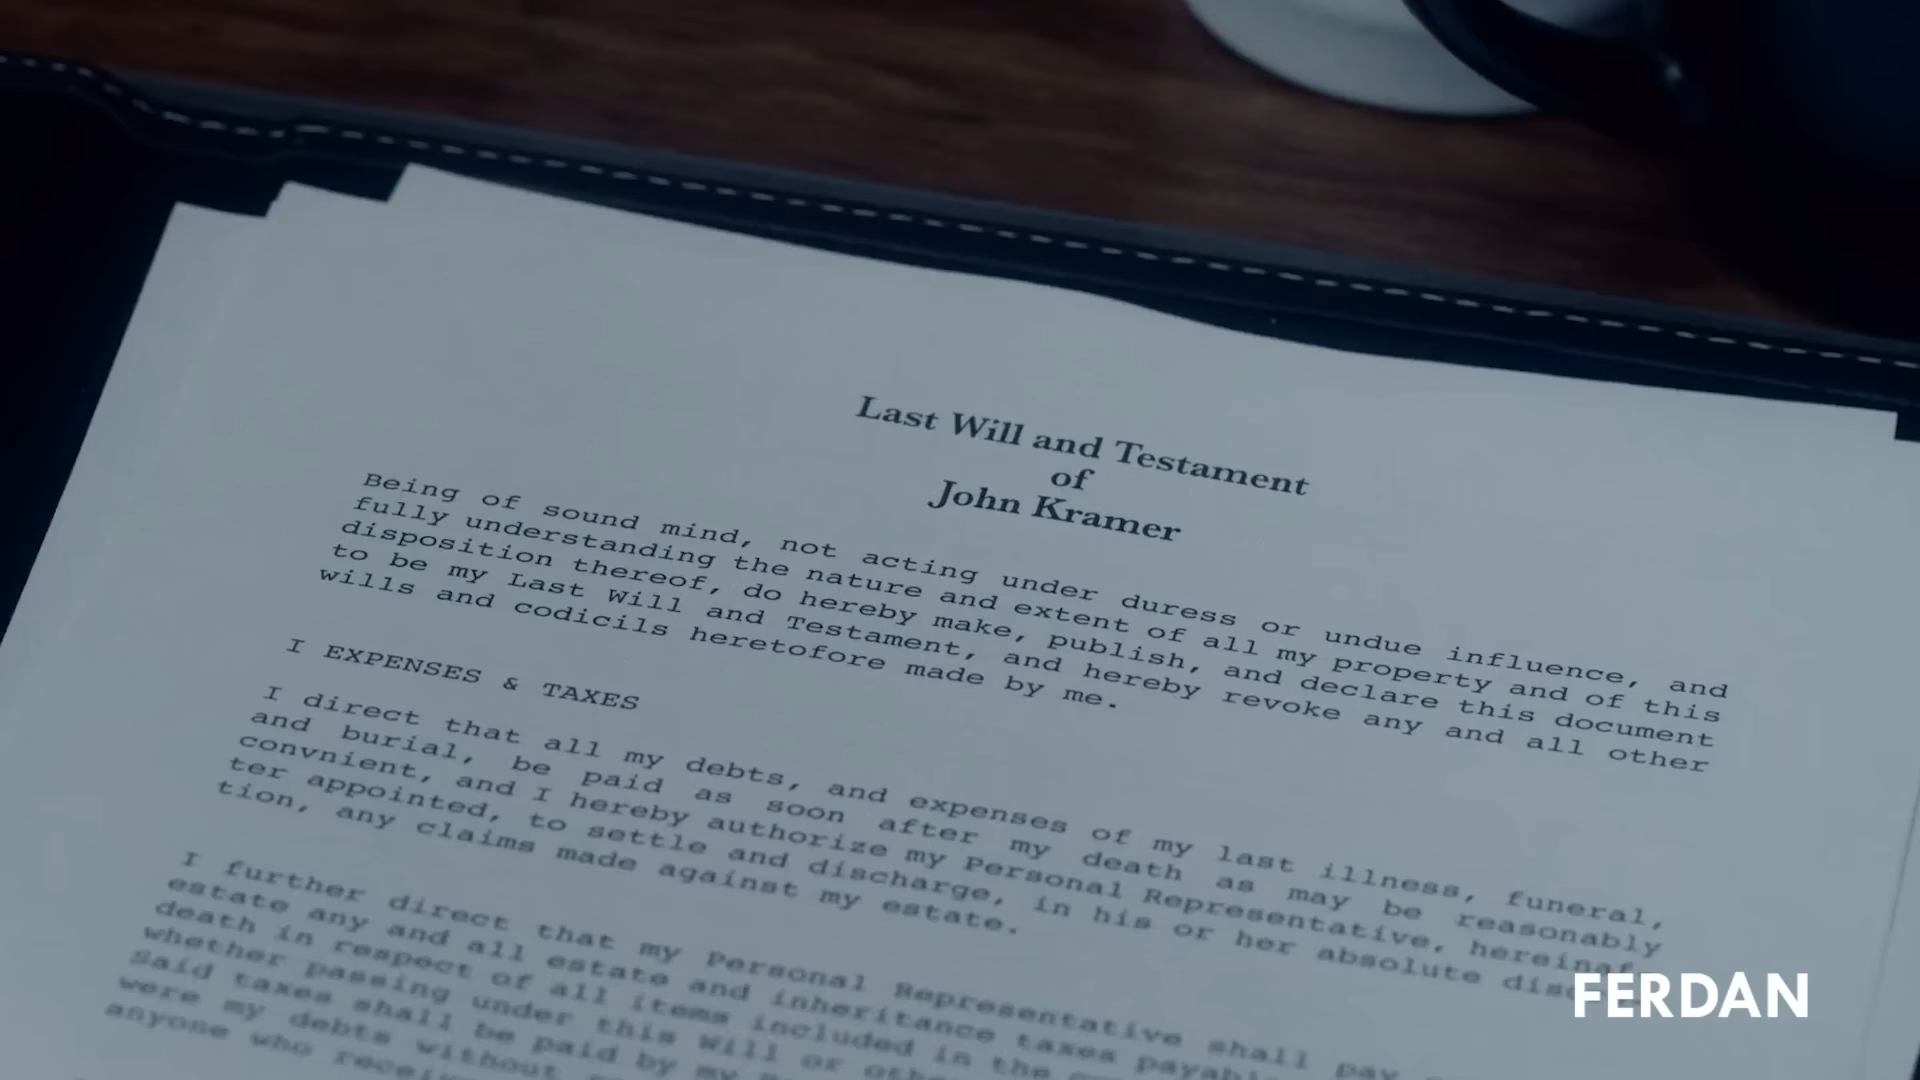 Last Will and Testament
of
John Kramer
Being of sound mind, not acting under duress or undue influence, and
fully understanding the nature and extent of all my property and of this
disposition thereof, do hereby make, publish, and declare this document
to be my Last Will and Testament, and hereby revoke any and all other
wills and codicils heretofore made by me.
I EXPENSES & TAXES
I direct that all my debts, and expenses of my last illness, funeral,
and burial, be paid as soon after my death as may be reasonably
convnient, and I hereby authorize my Personal Representative, hereinaf-
ter appointed, to settle and discharge, in his or her absolute
tion, any claims made against my estate.
I further direct that my Personal Representative shall pay
estate any and all estate and inheritance taxes
death in respect of all items included in the
whether passing under this Will or
Said taxes shall be paid by my
were my debts without
anyone who
FERDAN